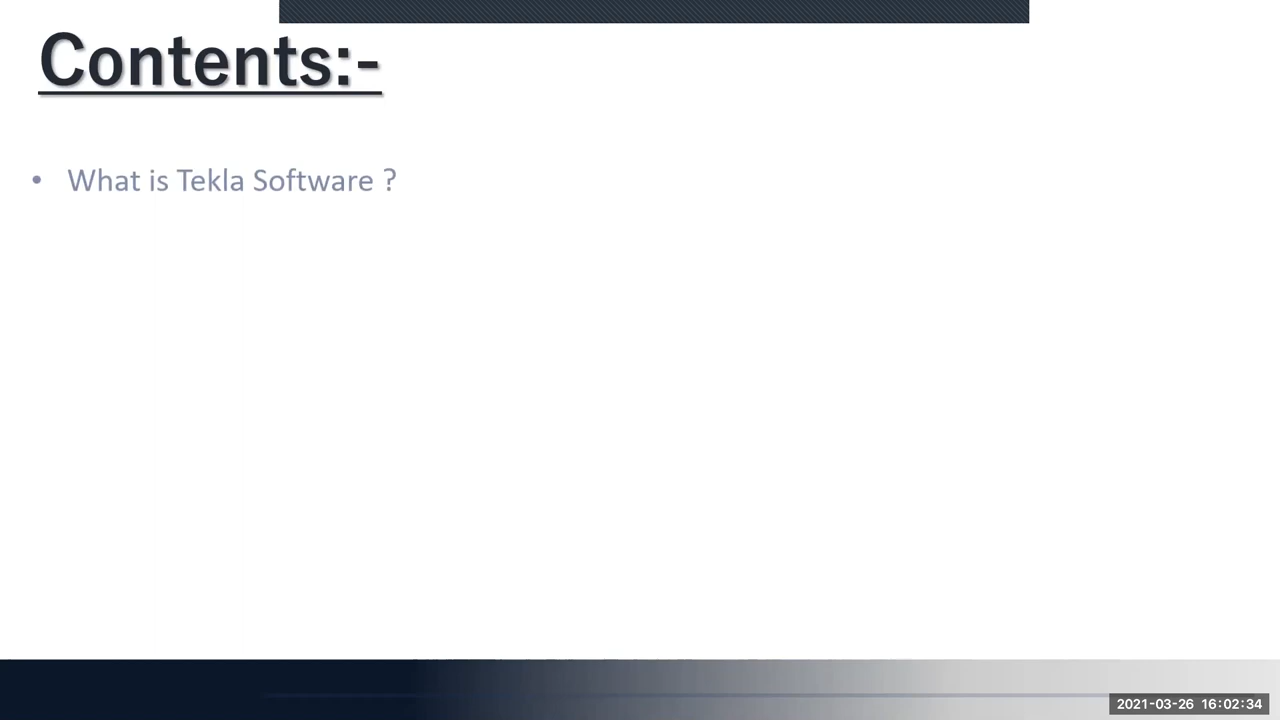 Contents:-
• What is Tekla Software ?
2021-03-26 16:02:34